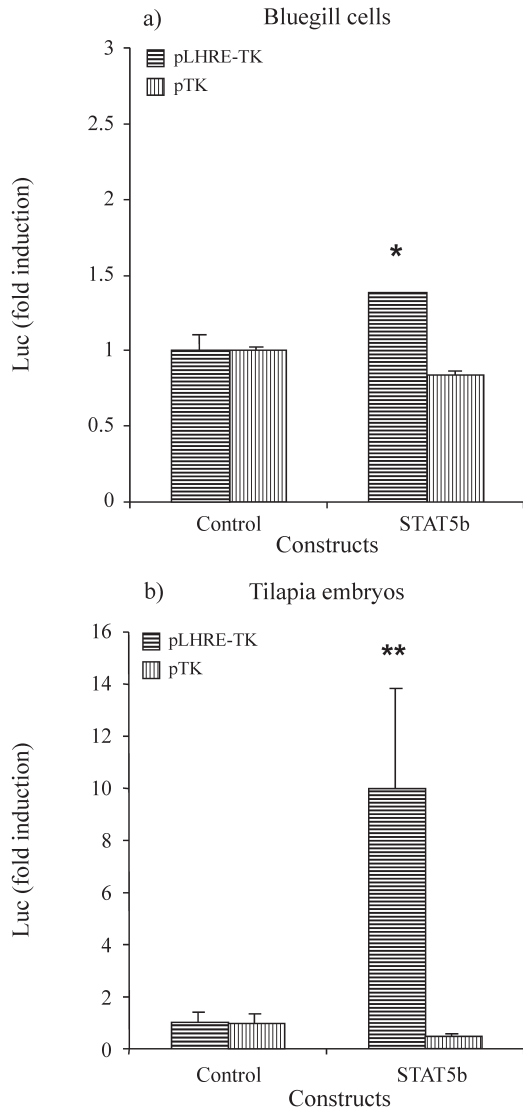 a) Bluegill cells
3
pLHRE-TK
pTK
2.5
2
*
1.5
1
0.5
0
Luc (fold induction)
Control STAT5b
Constructs
b) Tilapia embryos
16
pLHRE-TK
**
pTK
14
12
10
8
6
4
2
0
Luc (fold induction)
Control STAT5b
Constructs